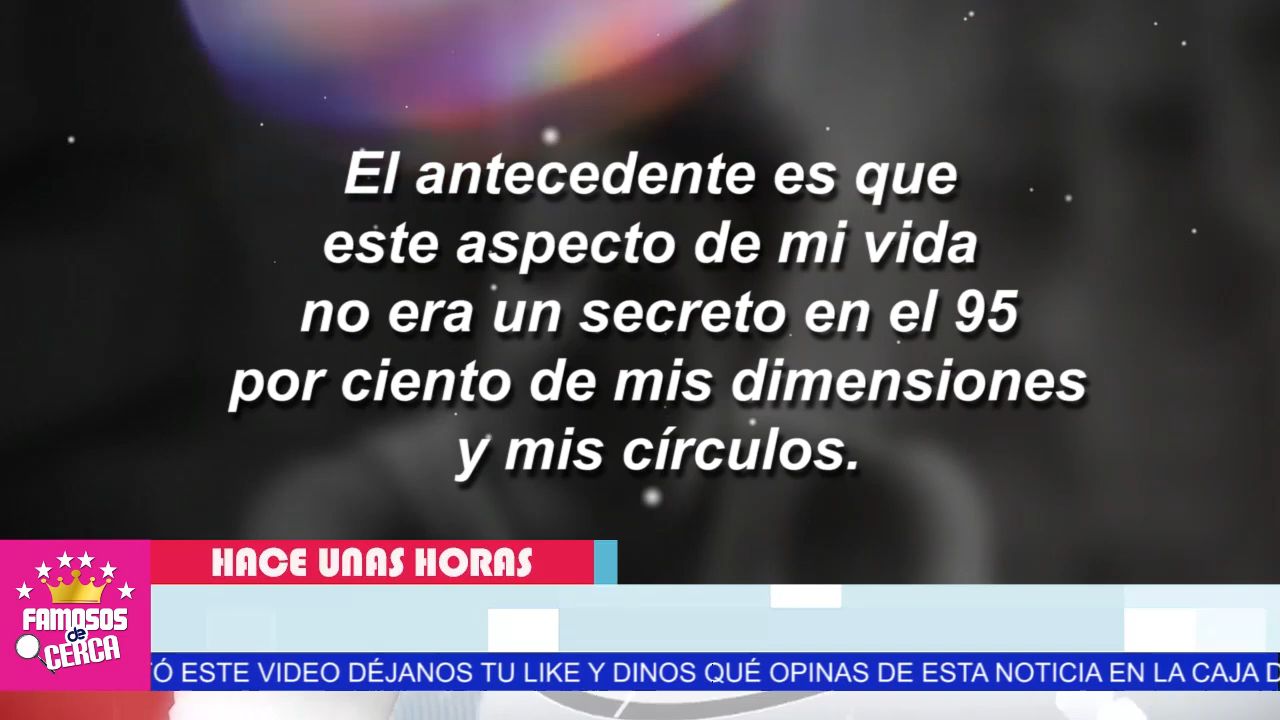 El antecedente es que
este aspecto de mi vida
no era un secreto en el 95
por ciento de mis dimensiones
y mis círculos.
HACE UNAS HORAS
FAMOSOS
de
CERCA
TÓ ESTE VIDEO DÉJANOS TU LIKE Y DINOS QUÉ OPINAS DE ESTA NOTICIA EN LA CAJA D